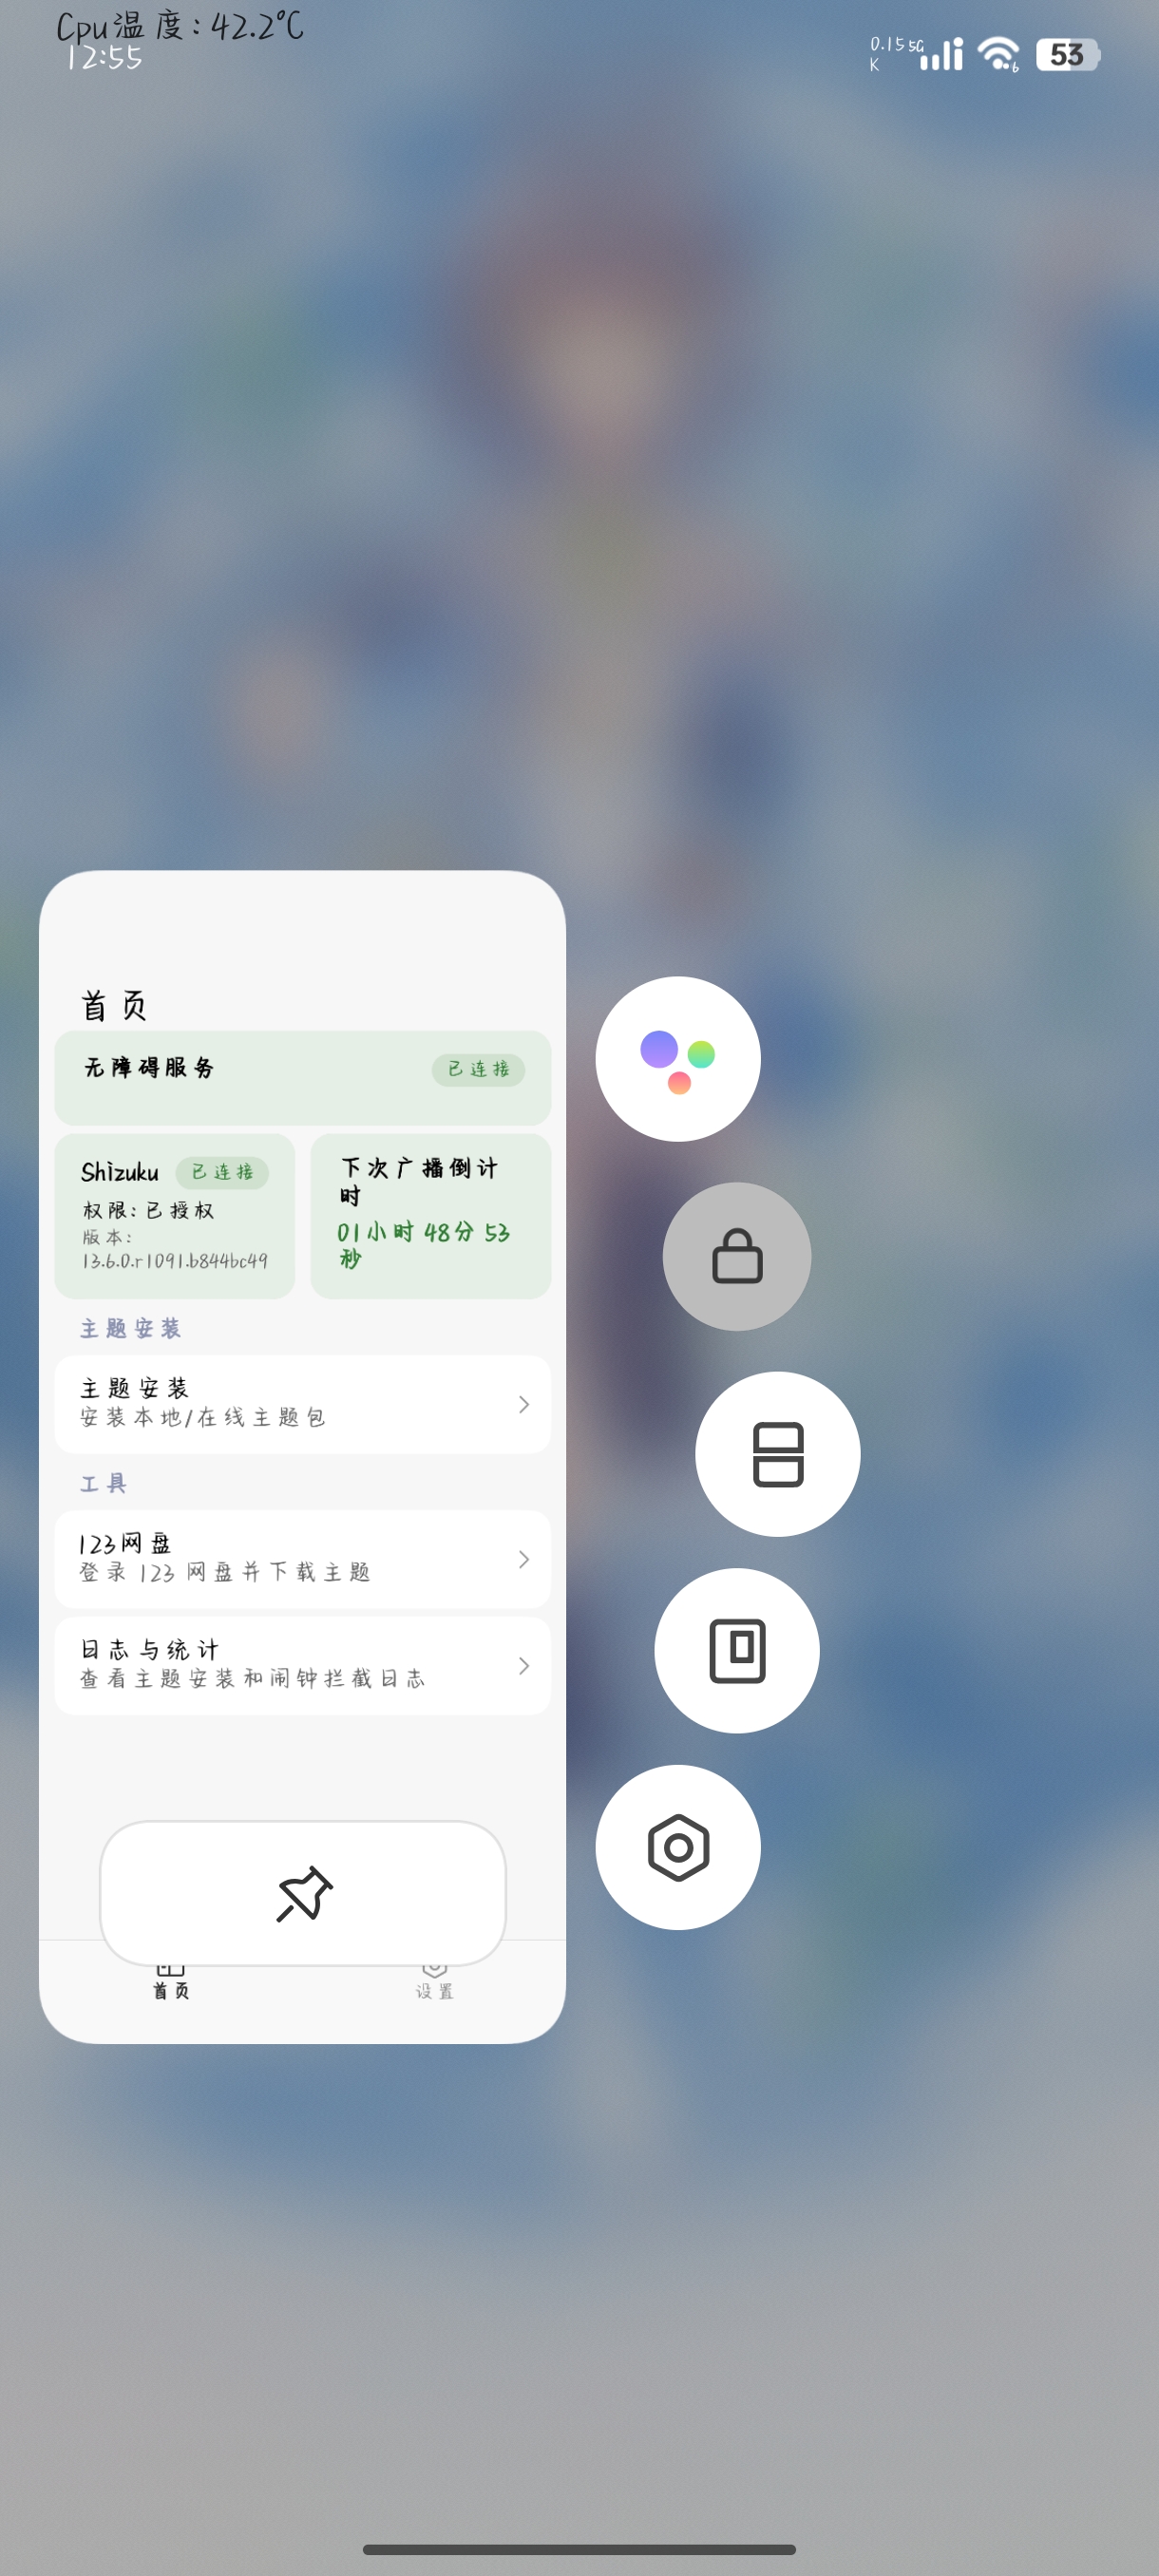 Cpu温度:42.2℃
12:55
0.15 5G
K
6
53
首页
无障碍服务
已连接
Shizuku
已连接
权限:已授权
版本:
13.6.0.r1091.b844bc49
下次广播倒计
时
01小时 48分 53
秒
主题安装
主题安装
安装本地/在线主题包
工具
123网盘
登录 123 网盘并下载主题
日志与统计
查看主题安装和闹钟拦截日志
首页
设置